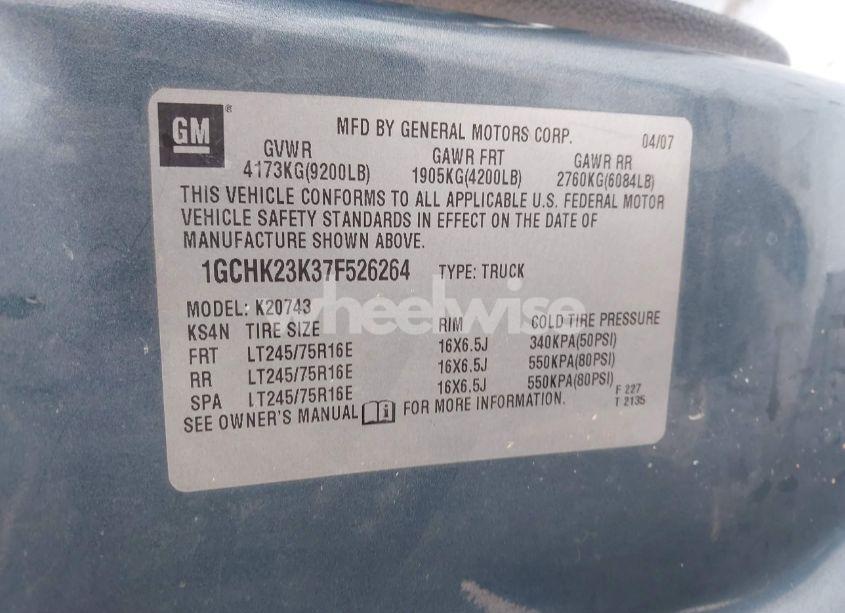 GM ®
MFD BY GENERAL MOTORS CORP. 04/07
GVWR GAWR FRT GAWR RR
4173KG(9200LB) 1905KG(4200LB) 2760KG(6084LB)
THIS VEHICLE CONFORMS TO ALL APPLICABLE U.S. FEDERAL MOTOR
VEHICLE SAFETY STANDARDS IN EFFECT ON THE DATE OF
MANUFACTURE SHOWN ABOVE.
1GCHK23K37F526264 TYPE: TRUCK
wheelwise
MODEL: K20743
KS4N TIRE SIZE RIM COLD TIRE PRESSURE
FRT LT245/75R16E 16X6.5J 340KPA(50PSI)
RR LT245/75R16E 16X6.5J 550KPA(80PSI)
SPA LT245/75R16E 16X6.5J 550KPA(80PSI)
SEE OWNER'S MANUAL i FOR MORE INFORMATION.
F 227
T 2135